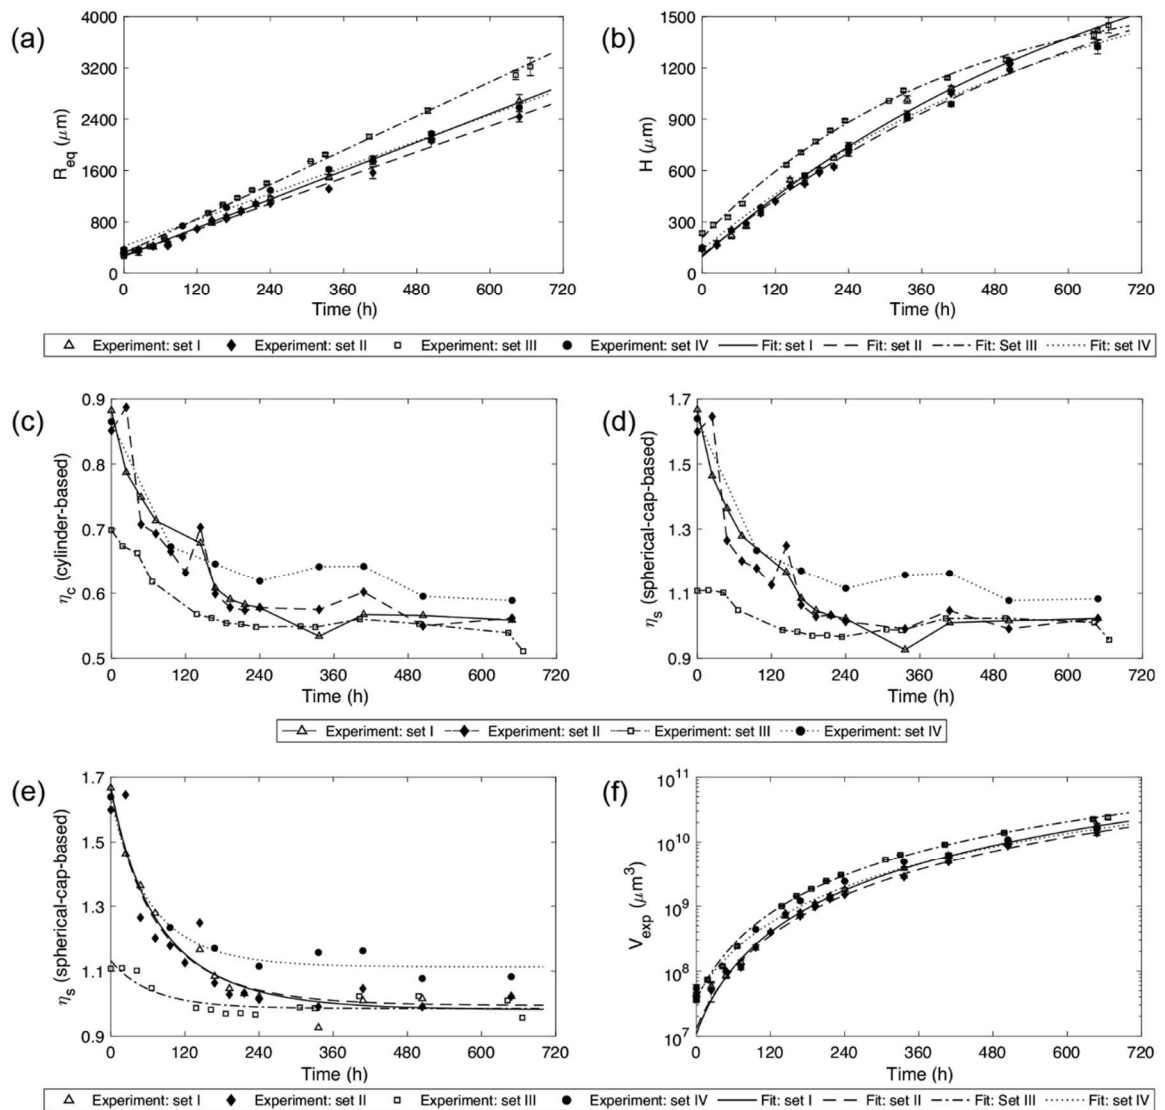 (a)
4000
3200
2400
1600
800
0
R_eq (μm)
0 120 240 360 480 600 720
Time (h)
(b)
1500
1200
900
600
300
0
H (μm)
0 120 240 360 480 600 720
Time (h)
Experiment: set I Experiment: set II Experiment: set III Experiment: set IV Fit: set I Fit: set II Fit: Set III Fit: set IV
(c)
0.9
0.8
0.7
0.6
0.5
η_c (cylinder-based)
0 120 240 360 480 600 720
Time (h)
(d)
1.7
1.5
1.3
1.1
0.9
η_s (spherical-cap-based)
0 120 240 360 480 600 720
Time (h)
Experiment: set I Experiment: set II Experiment: set III Experiment: set IV
(e)
1.7
1.5
1.3
1.1
0.9
η_s (spherical-cap-based)
0 120 240 360 480 600 720
Time (h)
(f)
10^11
10^10
10^9
10^8
10^7
V_exp (μm^3)
0 120 240 360 480 600 720
Time (h)
Experiment: set I Experiment: set II Experiment: set III Experiment: set IV Fit: set I Fit: set II Fit: Set III Fit: set IV